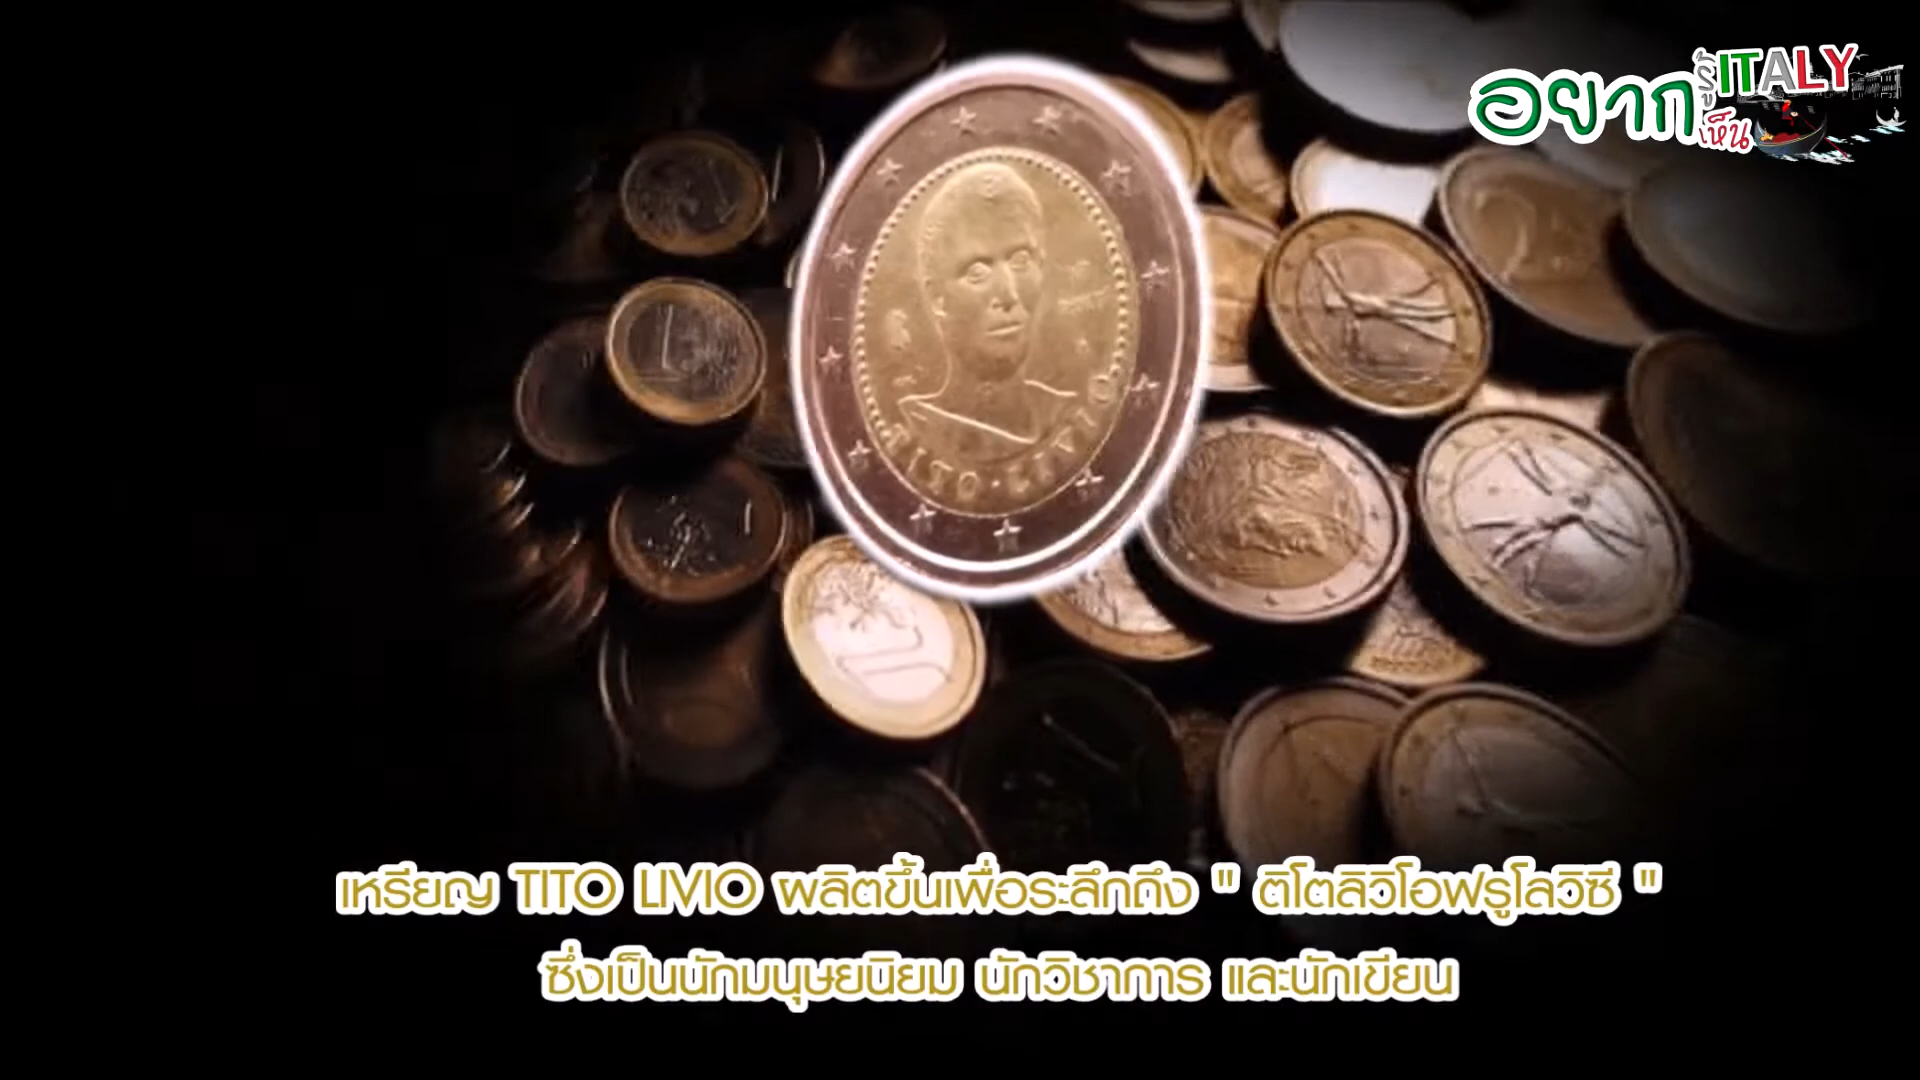 อยากรู้เห็น ITALY
TITO · LIVIO
เหรียญ TITO LIVIO ผลิตขึ้นเพื่อระลึกถึง " ติโตลิวิโอฟรูโลวิซี "
ซึ่งเป็นนักมนุษยนิยม นักวิชาการ และนักเขียน